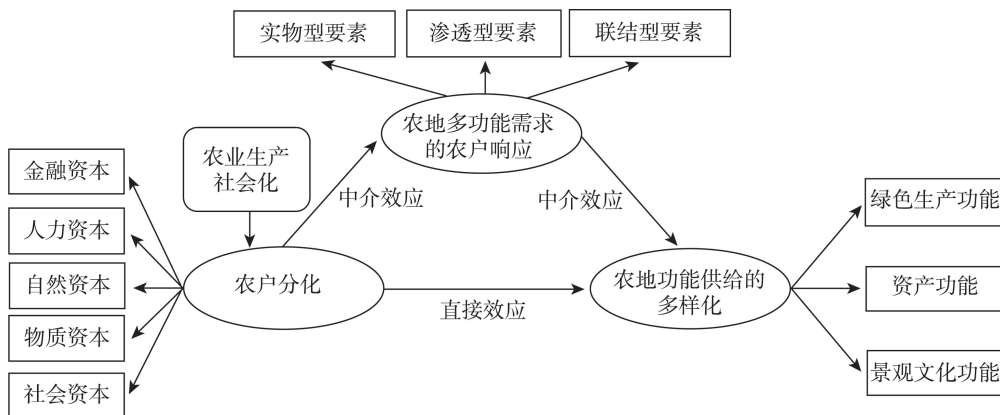 实物型要素
渗透型要素
联结型要素
农地多功能需求
的农户响应
农业生产
社会化
金融资本
人力资本
自然资本
物质资本
社会资本
中介效应
中介效应
农户分化
直接效应
农地功能供给的
多样化
绿色生产功能
资产功能
景观文化功能